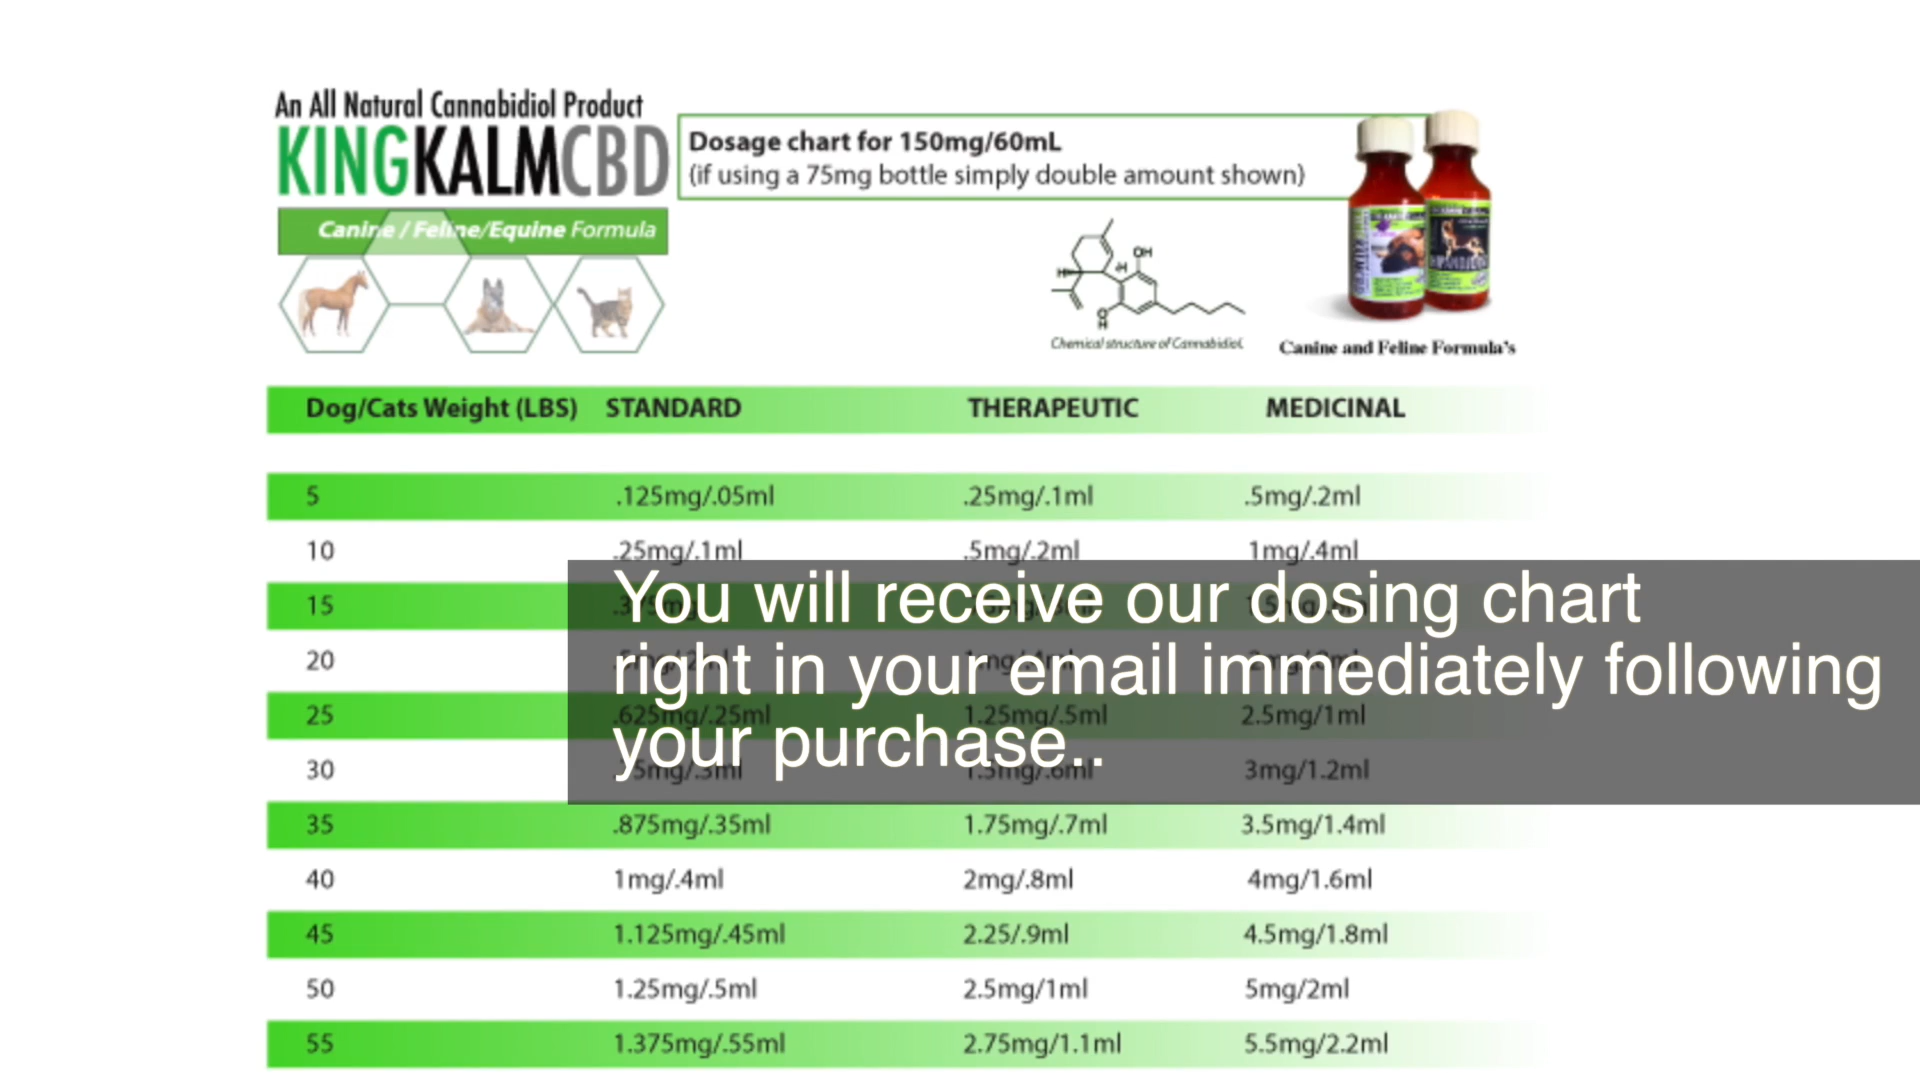 An All Natural Cannabidiol Product
KINGKALMCBD
Canine / Feline/Equine Formula
Dosage chart for 150mg/60mL
(if using a 75mg bottle simply double amount shown)
H
H
OH
OH
Chemical structure of Cannabidiol.
Canine and Feline Formula's
Dog/Cats Weight (LBS) STANDARD THERAPEUTIC MEDICINAL
5 .125mg/.05ml .25mg/.1ml .5mg/.2ml
10 .25mg/.1ml .5mg/.2ml 1mg/.4ml
15
20
25 .625mg/.25ml 1.25mg/.5ml 2.5mg/1ml
30 3mg/1.2ml
You will receive our dosing chart
right in your email immediately following
your purchase..
35 .875mg/.35ml 1.75mg/.7ml 3.5mg/1.4ml
40 1mg/.4ml 2mg/.8ml 4mg/1.6ml
45 1.125mg/.45ml 2.25/.9ml 4.5mg/1.8ml
50 1.25mg/.5ml 2.5mg/1ml 5mg/2ml
55 1.375mg/.55ml 2.75mg/1.1ml 5.5mg/2.2ml